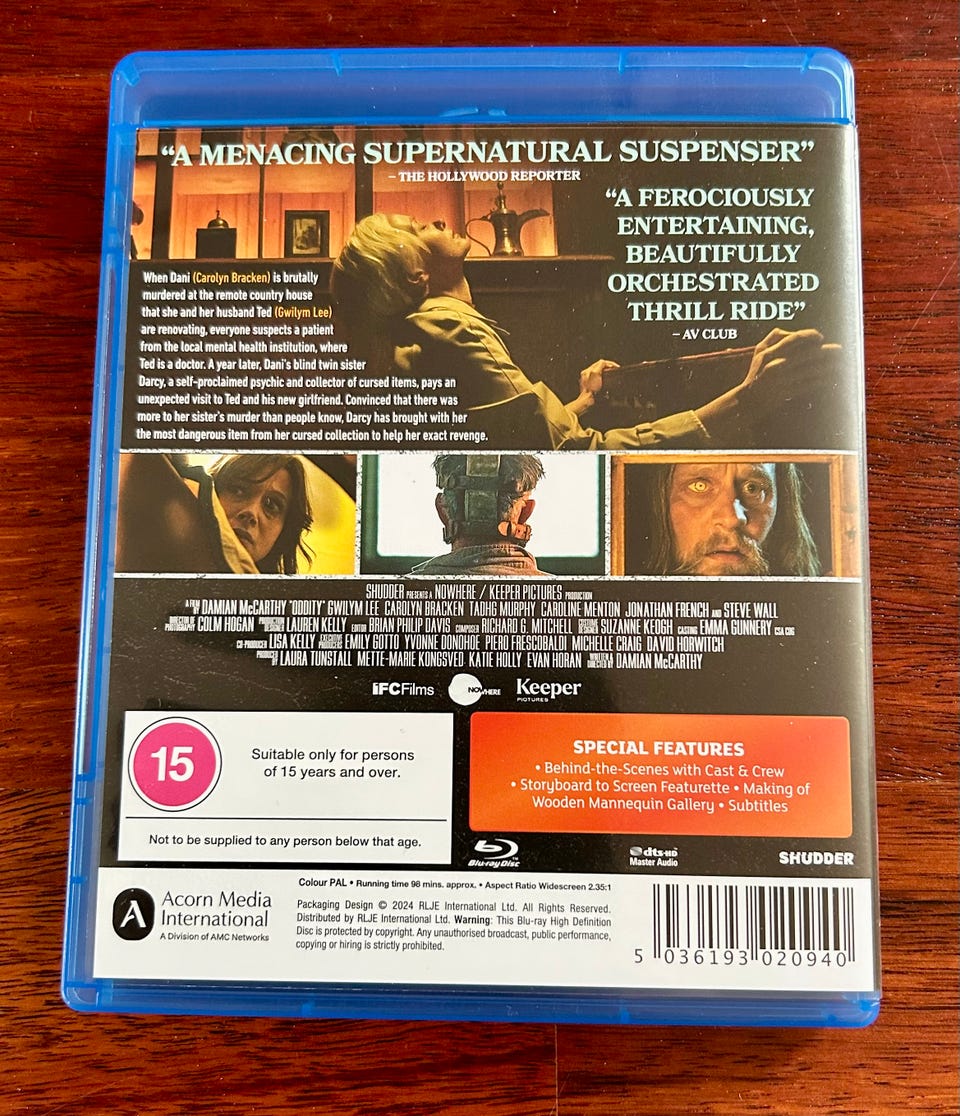 “A MENACING SUPERNATURAL SUSPENSER”
– THE HOLLYWOOD REPORTER
“A FEROCIOUSLY
ENTERTAINING,
BEAUTIFULLY
ORCHESTRATED
THRILL RIDE”
– AV CLUB
When Dani (Carolyn Bracken) is brutally
murdered at the remote country house
that she and her husband Ted (Gwilym Lee)
are renovating, everyone suspects a patient
from the local mental health institution, where
Ted is a doctor. A year later, Dani's blind twin sister
Darcy, a self-proclaimed psychic and collector of cursed items, pays an
unexpected visit to Ted and his new girlfriend. Convinced that there was
more to her sister's murder than people know, Darcy has brought with her
the most dangerous item from her cursed collection to help her exact revenge.
SHUDDER PRESENTS A NOWHERE / KEEPER PICTURES PRODUCTION
A FILM BY DAMIAN McCARTHY "ODDITY" GWILYM LEE CAROLYN BRACKEN TADHG MURPHY CAROLINE MENTON JONATHAN FRENCH AND STEVE WALL
DIRECTOR OF PHOTOGRAPHY COLM HOGAN PRODUCTION DESIGNER LAUREN KELLY EDITOR BRIAN PHILIP DAVIS COMPOSER RICHARD G. MITCHELL COSTUME DESIGNER SUZANNE KEOGH CASTING EMMA GUNNERY CSA CDG
CO-PRODUCER LISA KELLY EXECUTIVE PRODUCERS EMILY GOTTO YVONNE DONOHOE PIERO FRESCOBALDI MICHELLE CRAIG DAVID HORWITCH
PRODUCED BY LAURA TUNSTALL METTE-MARIE KONGSVED KATIE HOLLY EVAN HORAN WRITTEN & DIRECTED BY DAMIAN McCARTHY
IFC Films NOWHERE Keeper PICTURES
15
Suitable only for persons
of 15 years and over.
Not to be supplied to any person below that age.
SPECIAL FEATURES
• Behind-the-Scenes with Cast & Crew
• Storyboard to Screen Featurette • Making of
Wooden Mannequin Gallery • Subtitles
Blu-ray Disc™
dts-HD
Master Audio
SHUDDER
A
Acorn Media
International
A Division of AMC Networks
Colour PAL • Running time 98 mins. approx. • Aspect Ratio Widescreen 2.35:1
Packaging Design © 2024 RLJE International Ltd. All Rights Reserved.
Distributed by RLJE International Ltd. Warning: This Blu-ray High Definition
Disc is protected by copyright. Any unauthorised broadcast, public performance,
copying or hiring is strictly prohibited.
5 036193 020940